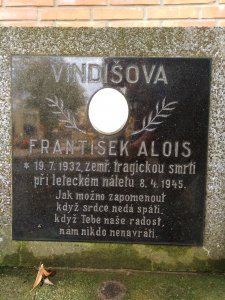 VINDIŠOVA
FRANTIŠEK ALOIS
* 19.7.1932, zemř. tragickou smrtí
při leteckém náletu 8.4.1945.
Jak možno zapomenout
když srdce nedá spáti,
když Tebe naše radost,
nám nikdo nenavrátí.